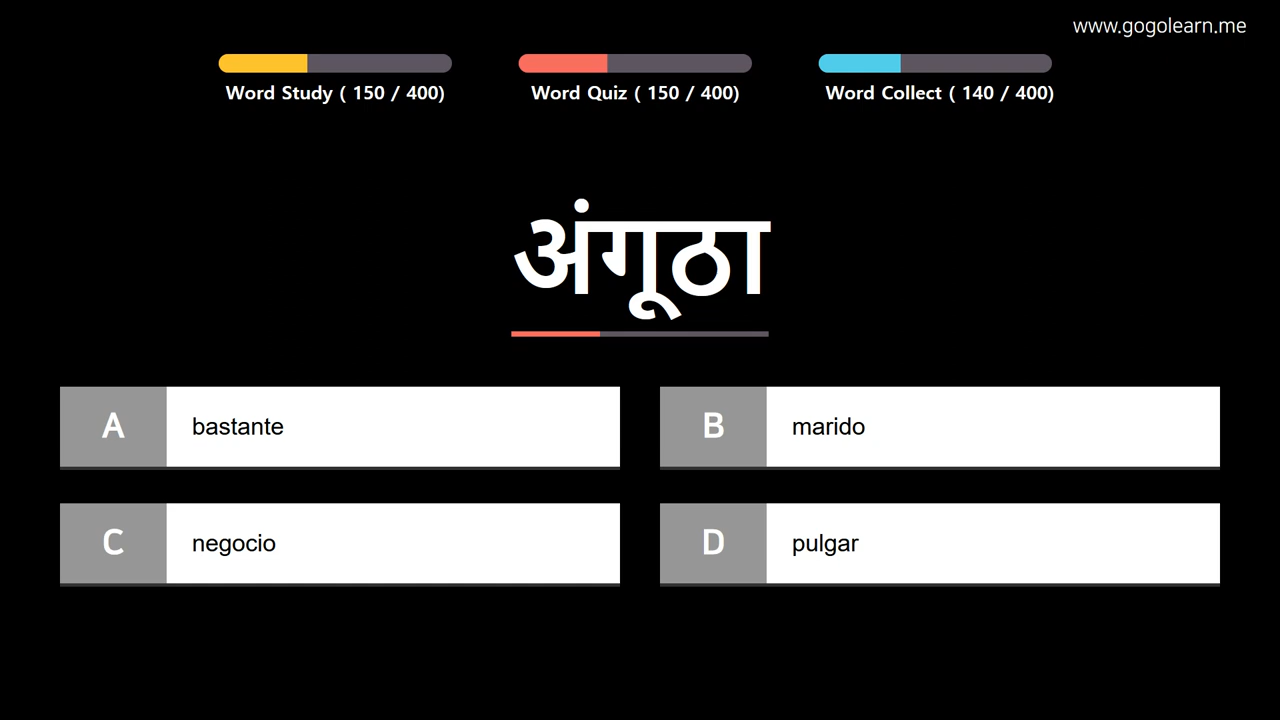 www.gogolearn.me
Word Study ( 150 / 400)
Word Quiz ( 150 / 400)
Word Collect ( 140 / 400)
अंगूठा
A bastante
B marido
C negocio
D pulgar